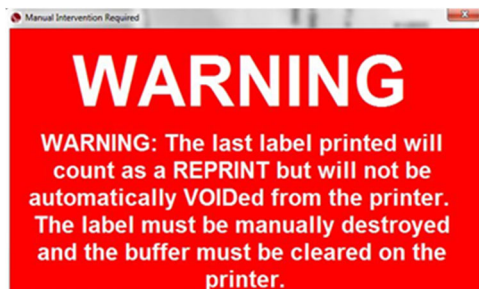 Manual Intervention Required
WARNING
WARNING: The last label printed will
count as a REPRINT but will not be
automatically VOIDed from the printer.
The label must be manually destroyed
and the buffer must be cleared on the
printer.